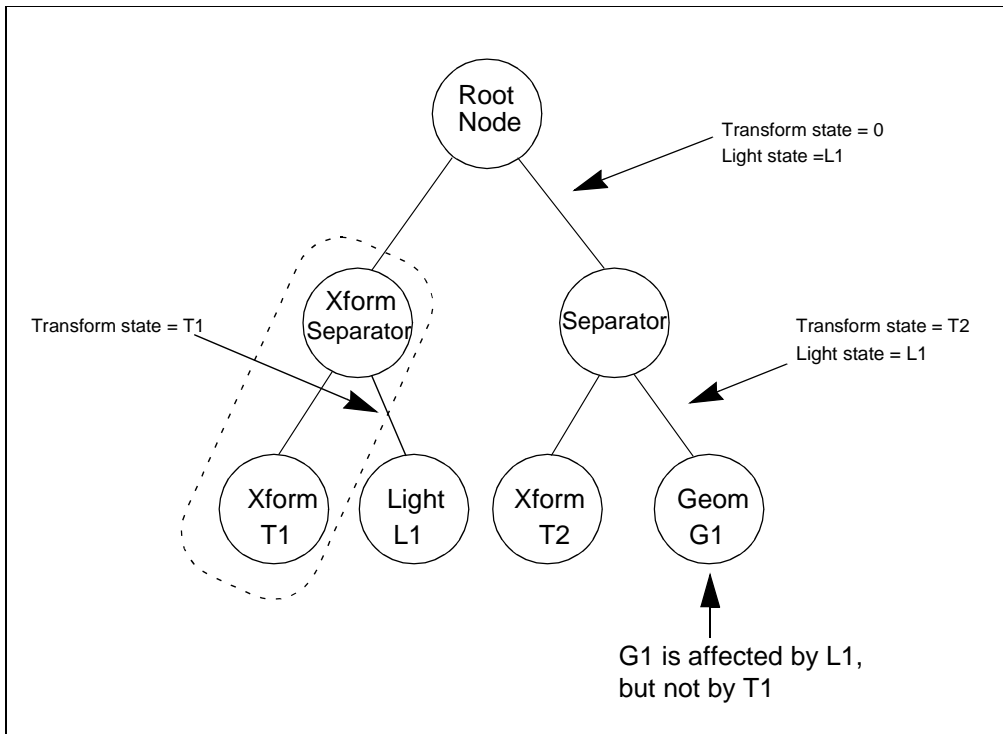 Root
Node
Transform state = 0
Light state =L1
Xform
Separator
Transform state = T1
Separator
Transform state = T2
Light state = L1
Xform
T1
Light
L1
Xform
T2
Geom
G1
G1 is affected by L1,
but not by T1